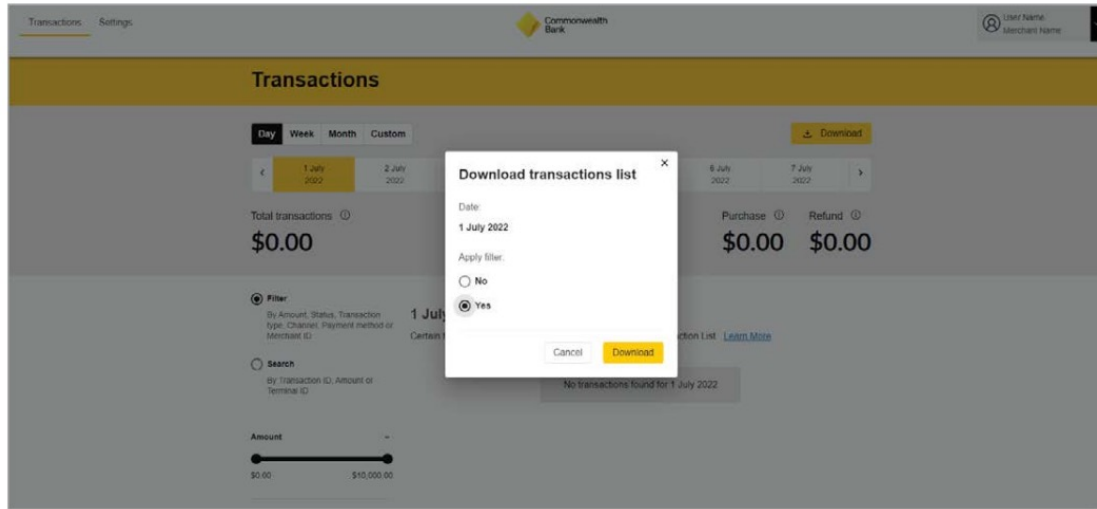 Transactions Settings
Commonwealth
Bank
User Name
Merchant Name
Transactions
Day Week Month Custom
Download
1 July
2022
2 July
2022
6 July
2022
7 July
2022
Total transactions
$0.00
Purchase
$0.00
Refund
$0.00
Download transactions list
Date:
1 July 2022
Apply filter:
No
Yes
Cancel Download
Filter
By Amount, Status, Transaction
type, Channel, Payment method or
Merchant ID
Search
By Transaction ID, Amount or
Terminal ID
1 July
Certain
List Learn More
No transactions found for 1 July 2022
Amount
$0.00 $10,000.00